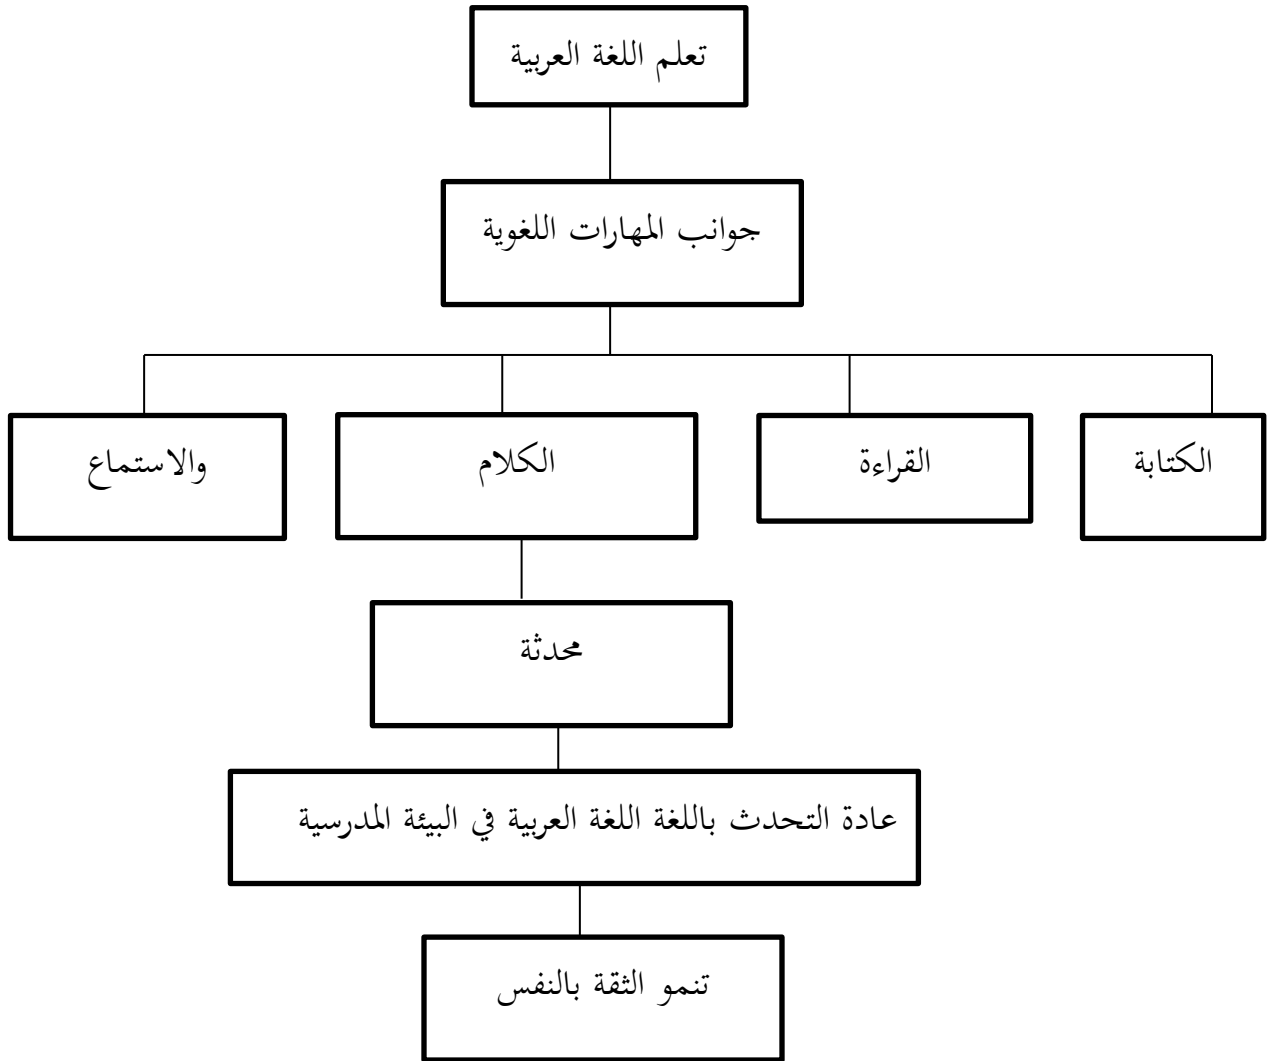 تعلم اللغة العربية
جوانب المهارات اللغوية
الكتابة
القراءة
الكلام
والاستماع
محدثة
عادة التحدث باللغة اللغة العربية في البيئة المدرسية
تنمو الثقة بالنفس